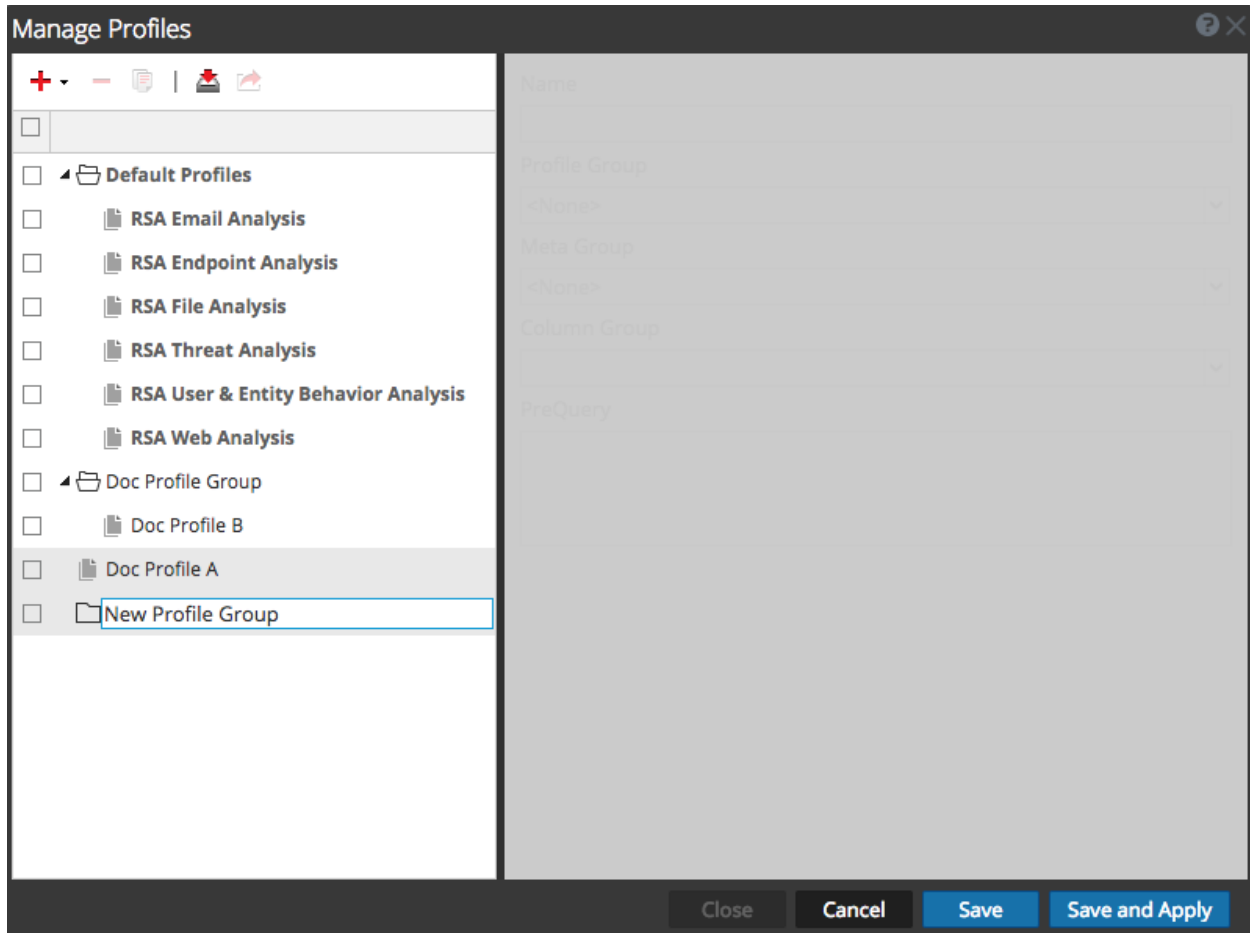 Manage Profiles
Default Profiles
RSA Email Analysis
RSA Endpoint Analysis
RSA File Analysis
RSA Threat Analysis
RSA User & Entity Behavior Analysis
RSA Web Analysis
Doc Profile Group
Doc Profile B
Doc Profile A
New Profile Group
Name
Profile Group
<None>
Meta Group
<None>
Column Group
PreQuery
Close
Cancel
Save
Save and Apply